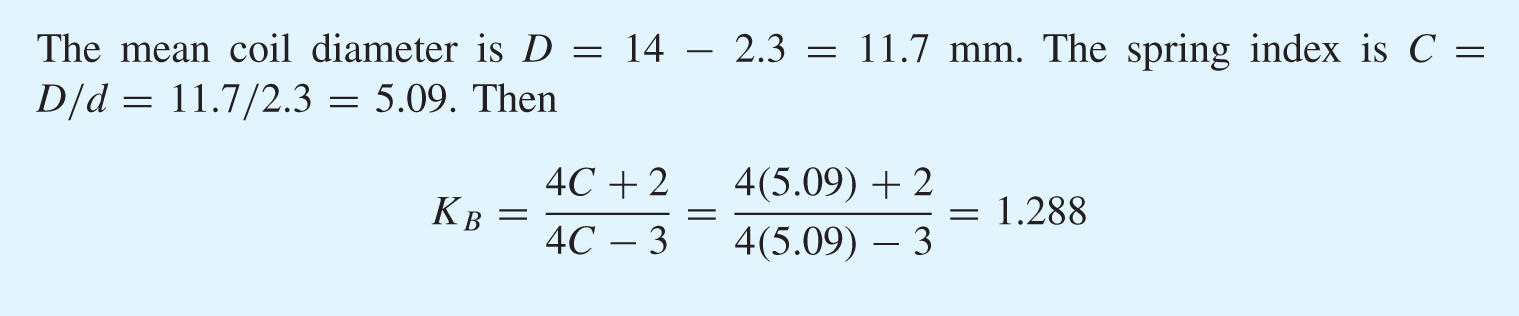 The mean coil diameter is D = 14 − 2.3 = 11.7 mm. The spring index is C =
D/d = 11.7/2.3 = 5.09. Then
K_B = (4C + 2)/(4C − 3) = (4(5.09) + 2)/(4(5.09) − 3) = 1.288